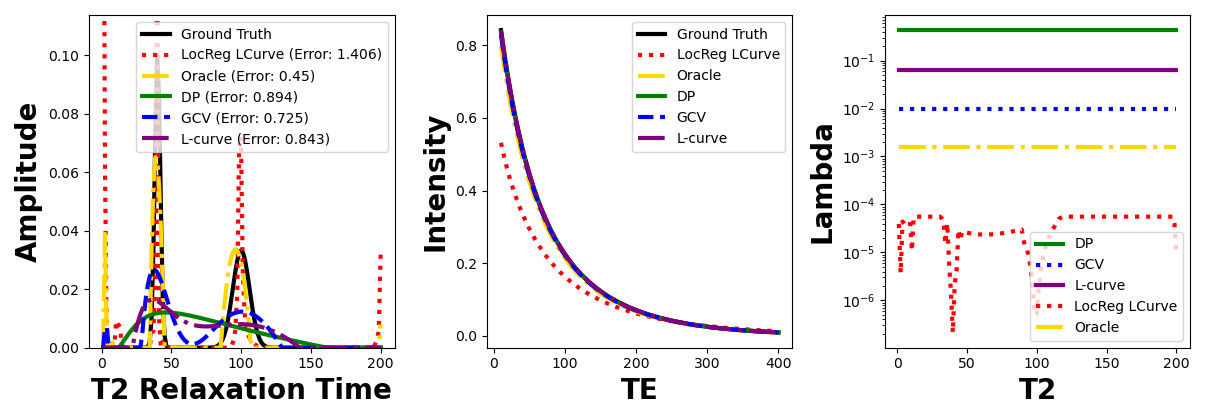 Amplitude
0.00
0.02
0.04
0.06
0.08
0.10
0
50
100
150
200
T2 Relaxation Time
Ground Truth
LocReg LCurve (Error: 1.406)
Oracle (Error: 0.45)
DP (Error: 0.894)
GCV (Error: 0.725)
L-curve (Error: 0.843)
Intensity
0.0
0.2
0.4
0.6
0.8
0
100
200
300
400
TE
Ground Truth
LocReg LCurve
Oracle
DP
GCV
L-curve
Lambda
10⁻¹
10⁻²
10⁻³
10⁻⁴
10⁻⁵
10⁻⁶
0
50
100
150
200
T2
DP
GCV
L-curve
LocReg LCurve
Oracle